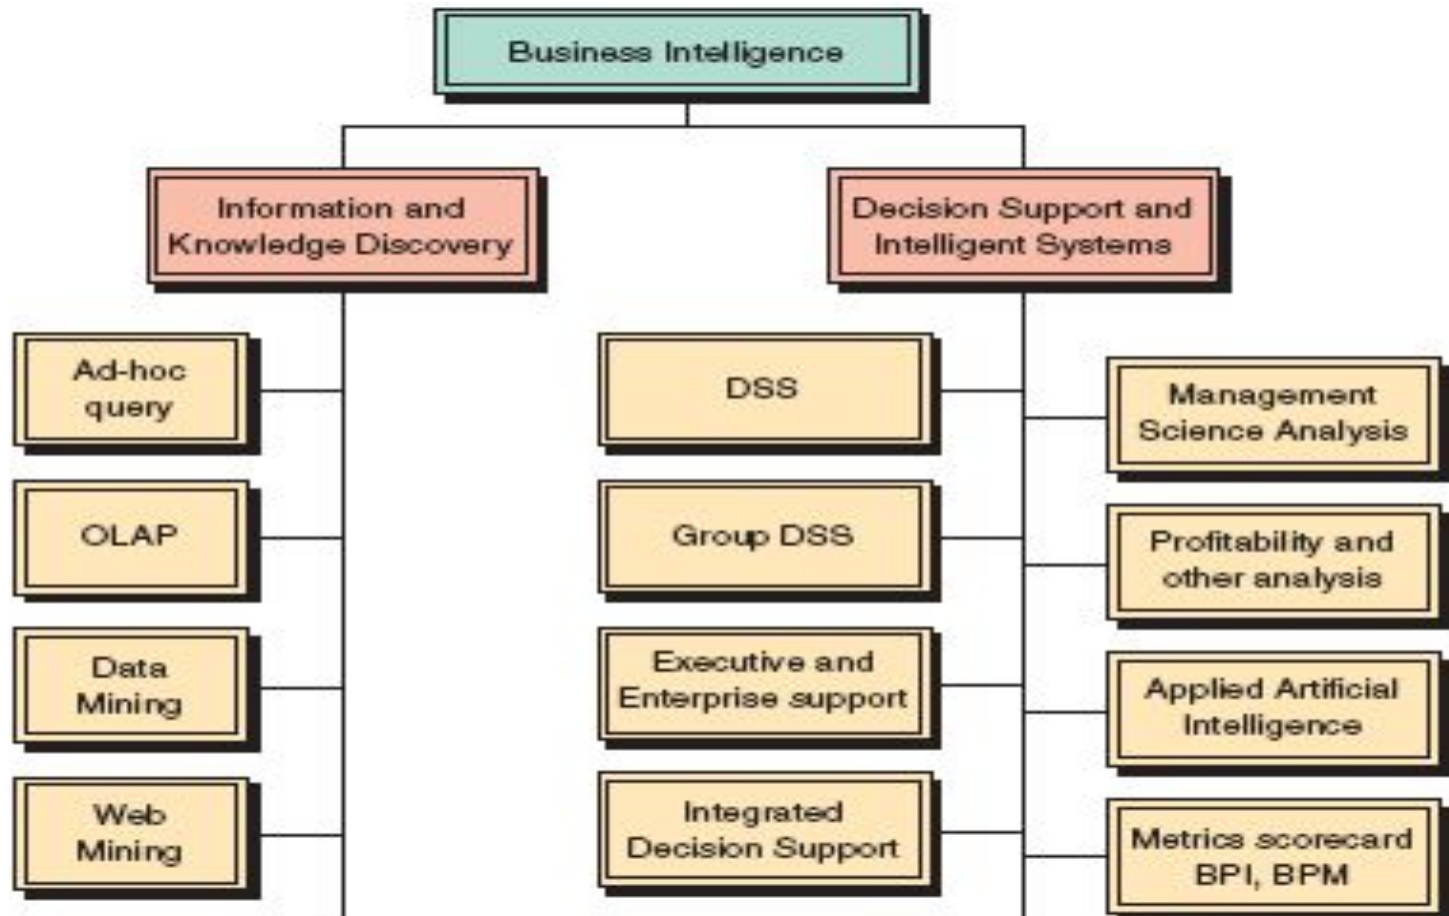 Business Intelligence
Information and
Knowledge Discovery
Decision Support and
Intelligent Systems
Ad-hoc
query
OLAP
Data
Mining
Web
Mining
DSS
Group DSS
Executive and
Enterprise support
Integrated
Decision Support
Management
Science Analysis
Profitability and
other analysis
Applied Artificial
Intelligence
Metrics scorecard
BPI, BPM